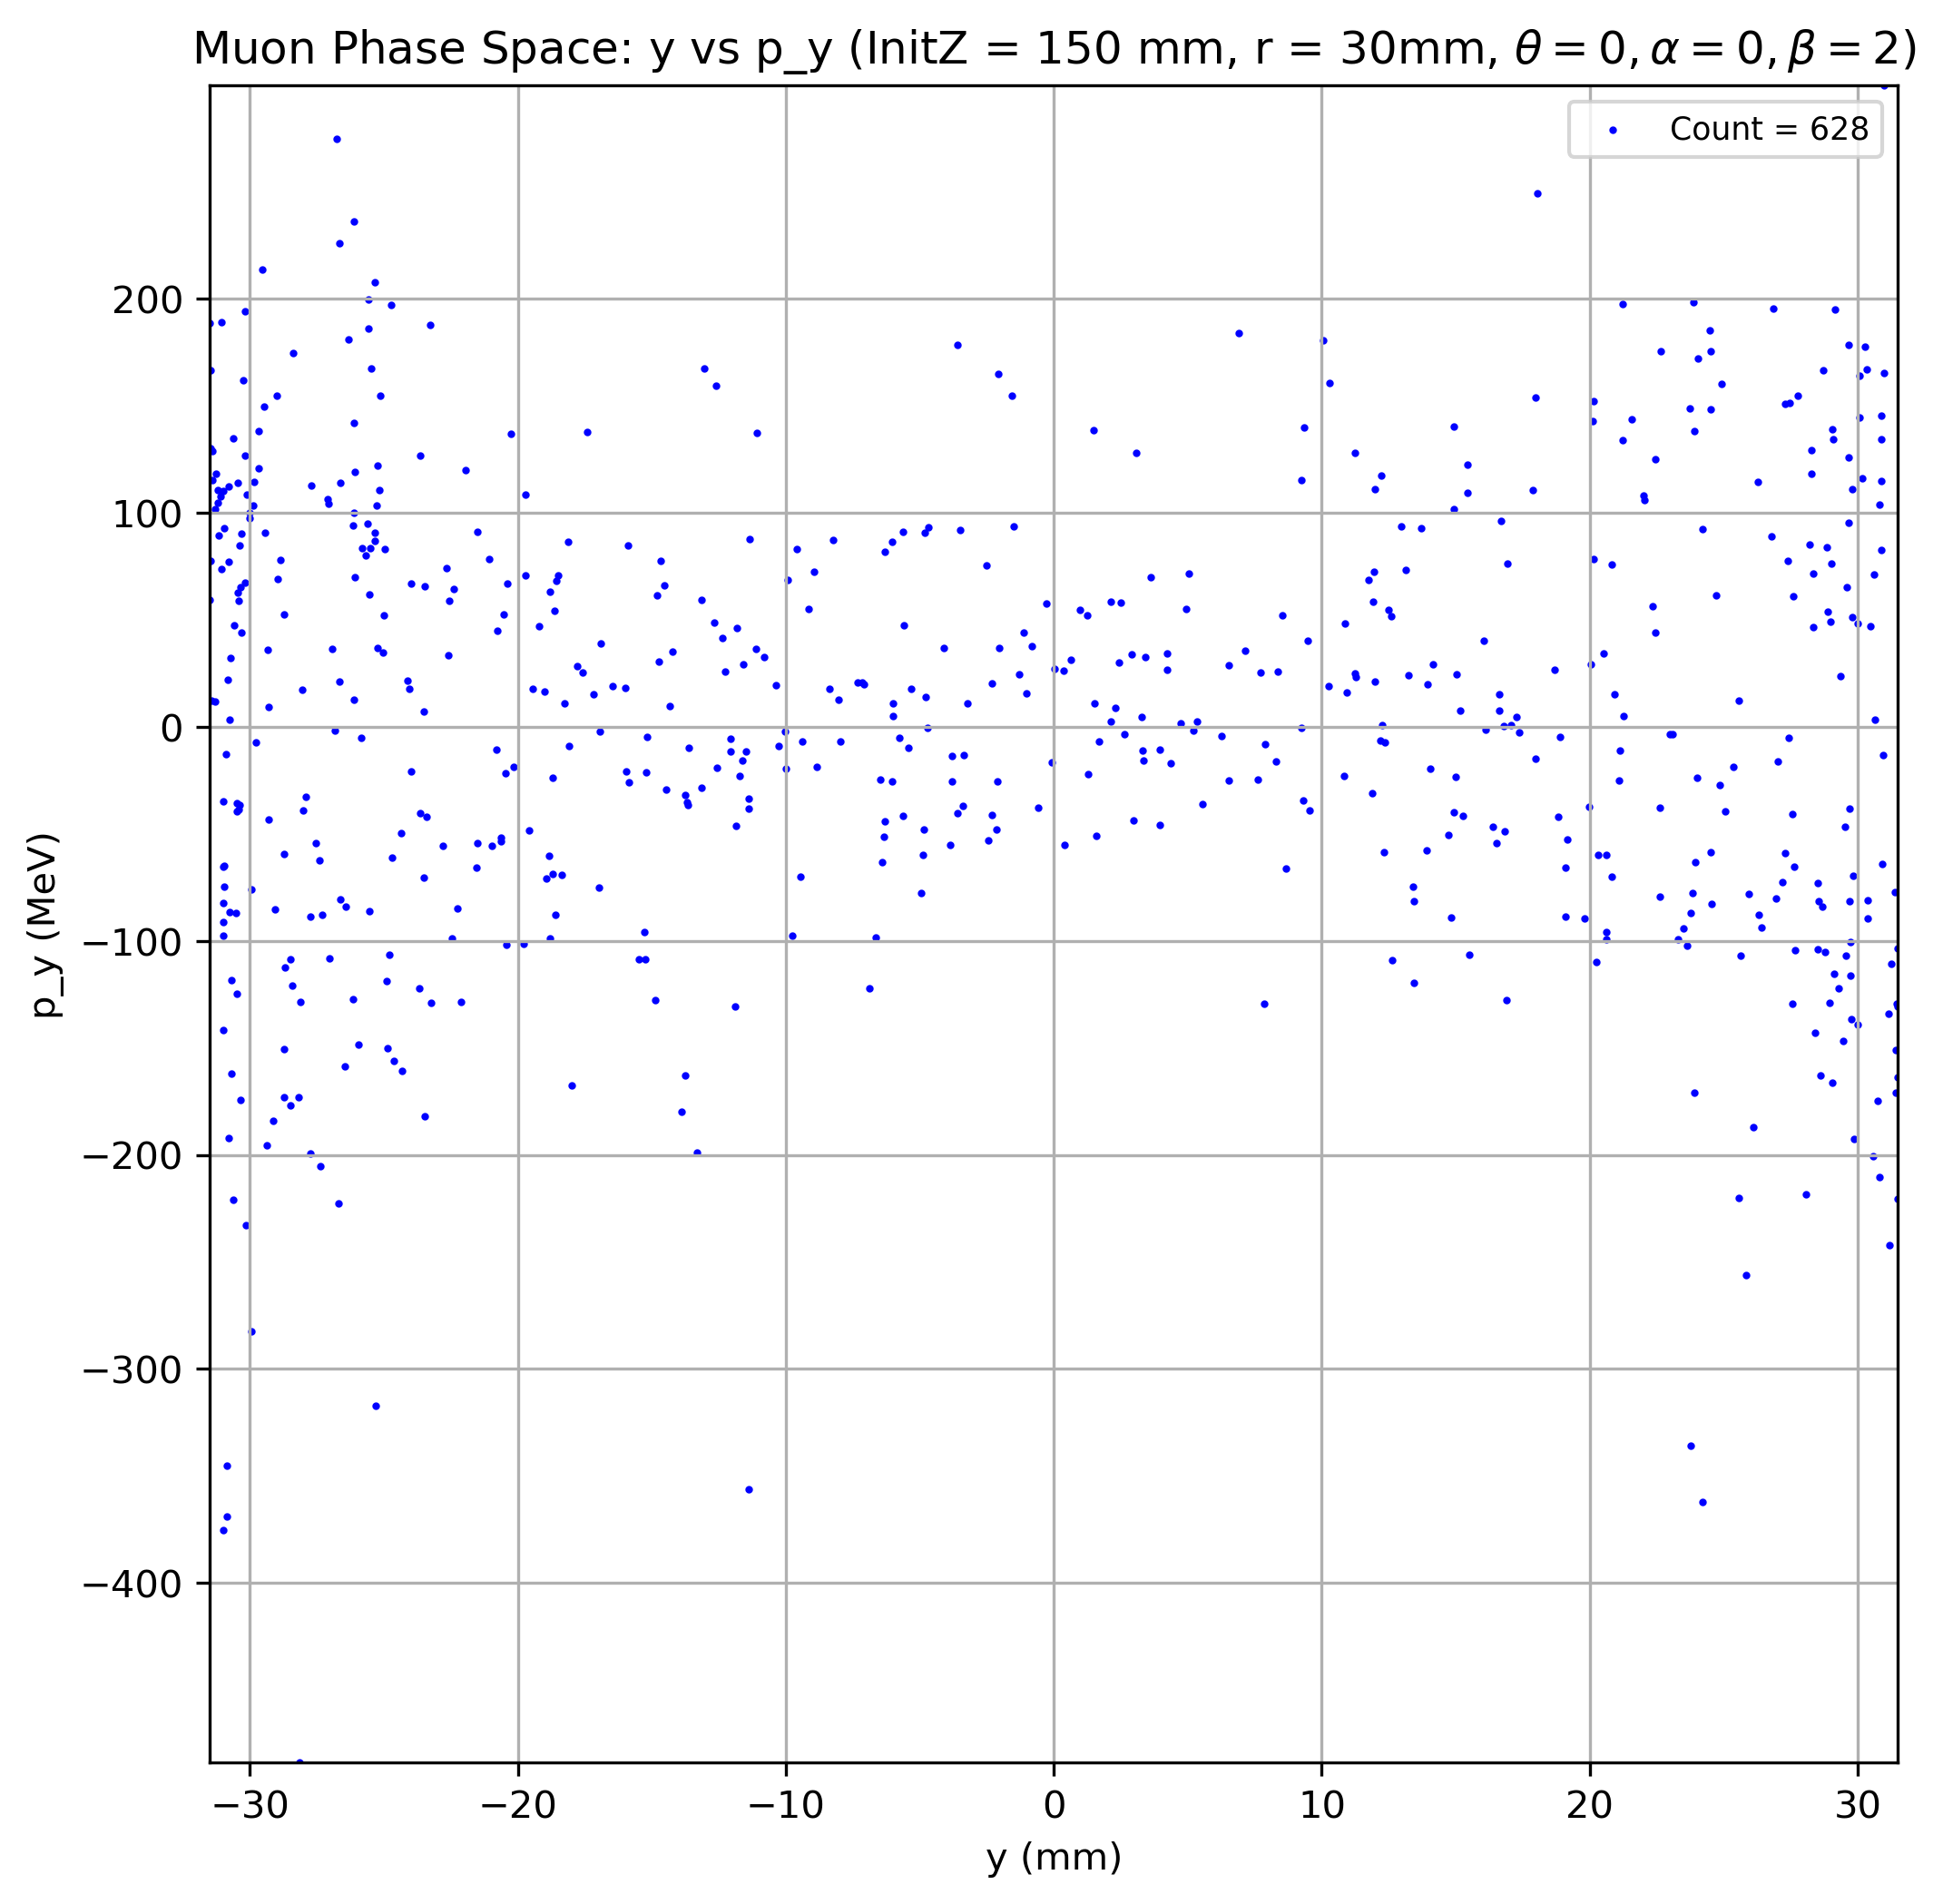 Muon Phase Space: y vs p_y (InitZ = 150 mm, r = 30mm, θ = 0, α = 0, β = 2)
Count = 628
200
100
0
−100
−200
−300
−400
p_y (MeV)
−30 −20 −10 0 10 20 30
y (mm)